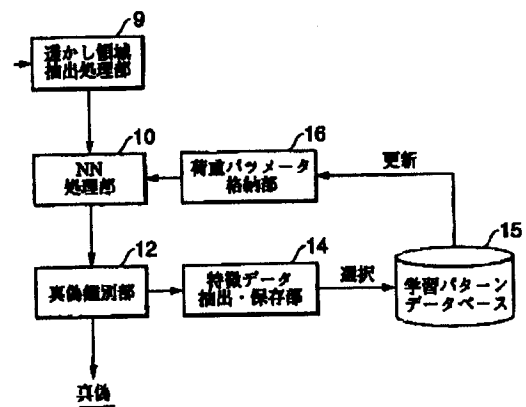 9
透かし領域
抽出処理部
10
NN
処理部
16
荷重パラメータ
格納部
更新
12
真偽鑑別部
14
特徴データ
抽出・保存部
選択
15
学習パターン
データベース
真偽